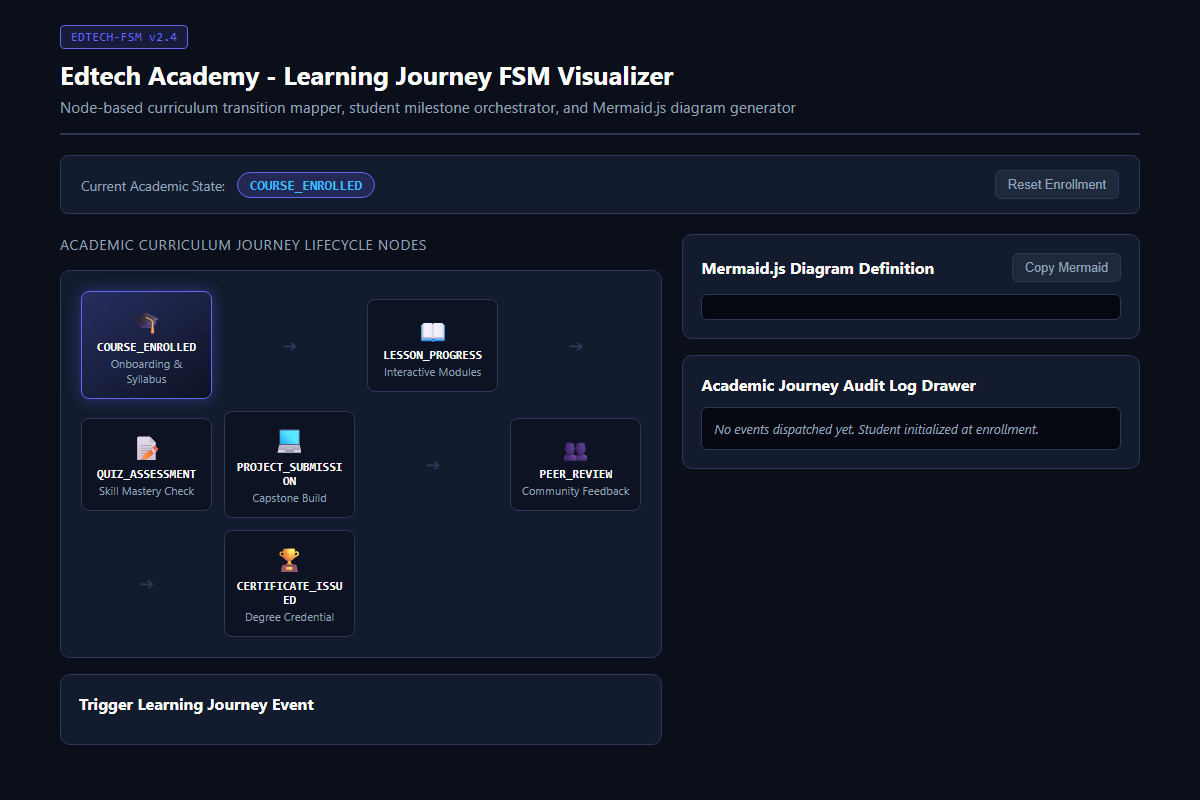 EDTECH-FSM v2.4
Edtech Academy - Learning Journey FSM Visualizer
Node-based curriculum transition mapper, student milestone orchestrator, and Mermaid.js diagram generator
Current Academic State:
COURSE_ENROLLED
Reset Enrollment
ACADEMIC CURRICULUM JOURNEY LIFECYCLE NODES
COURSE_ENROLLED
Onboarding &
Syllabus
→
LESSON_PROGRESS
Interactive Modules
→
QUIZ_ASSESSMENT
Skill Mastery Check
PROJECT_SUBMISSI
ON
Capstone Build
→
PEER_REVIEW
Community Feedback
→
CERTIFICATE_ISSU
ED
Degree Credential
Trigger Learning Journey Event
Mermaid.js Diagram Definition
Copy Mermaid
Academic Journey Audit Log Drawer
No events dispatched yet. Student initialized at enrollment.